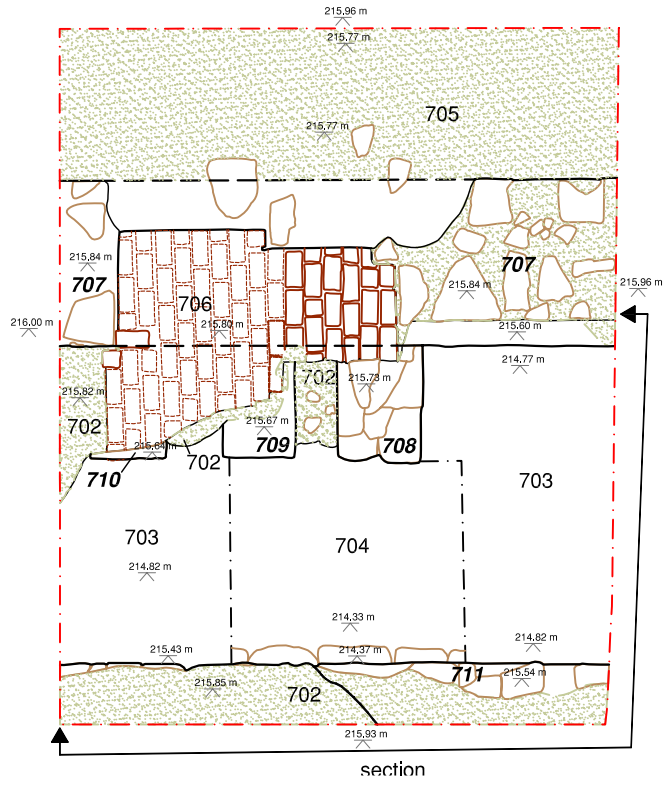 215.96 m
215.77 m
705
215.77 m
215.84 m
707
707
215.84 m
215.96 m
706
216.00 m
215.80 m
215.60 m
214.77 m
702
215.73 m
215.82 m
702
215.67 m
709
708
215.64 m
702
710
703
703
704
214.82 m
214.33 m
214.82 m
215.43 m
214.37 m
711
215.54 m
215.85 m
702
215.93 m
section